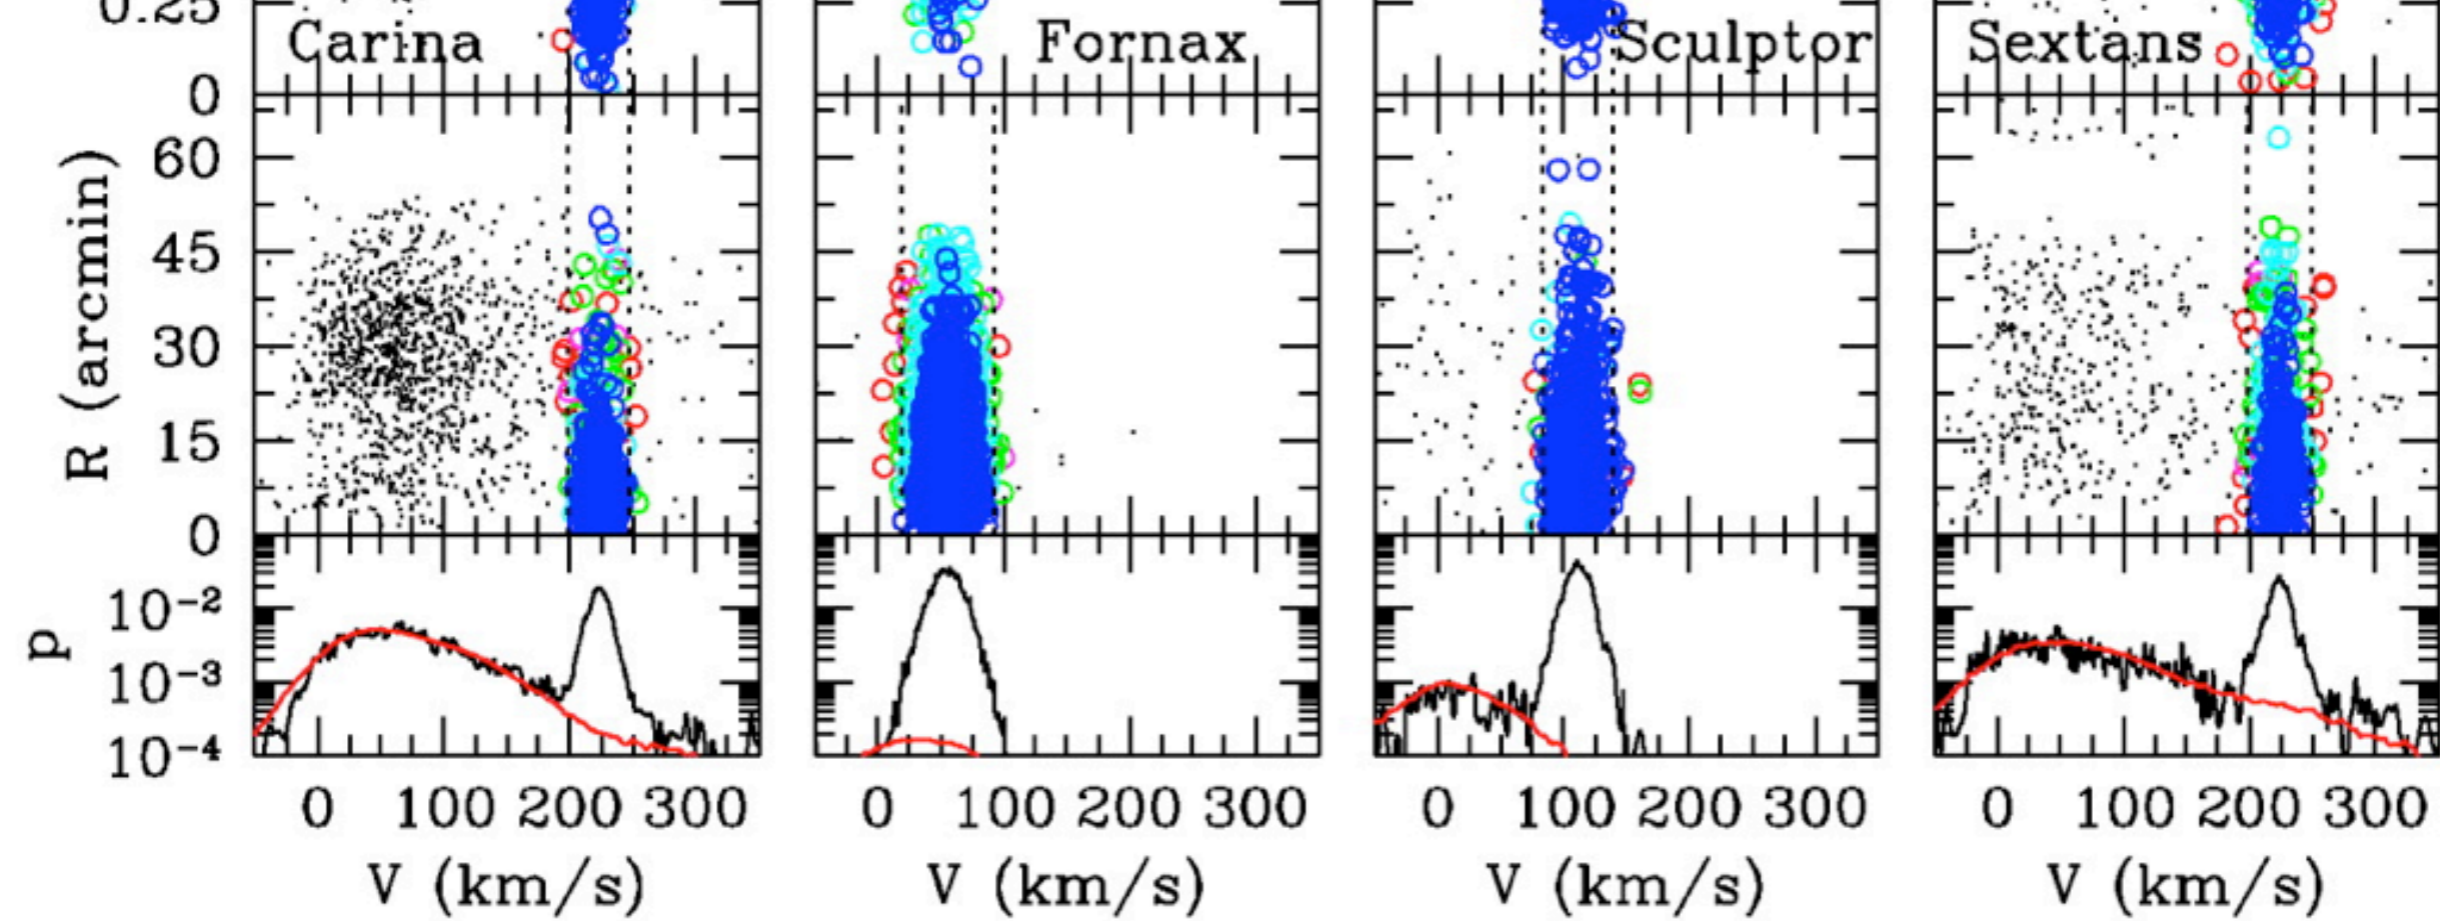 0.25
Carina Fornax Sculptor Sextans
0
60
45
30
15
0
R (arcmin)
10-2
10-3
10-4
p
0 100 200 300 0 100 200 300 0 100 200 300 0 100 200 300
V (km/s) V (km/s) V (km/s) V (km/s)